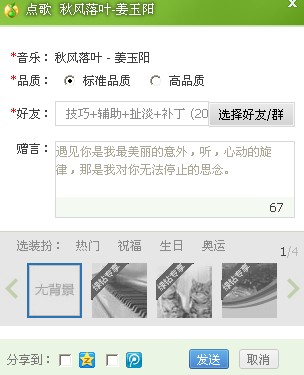 点歌 秋风落叶-姜玉阳
*音乐：秋风落叶 - 姜玉阳
*品质： 标准品质 高品质
*好友： 技巧+辅助+扯淡+补丁 (20 选择好友/群
赠言： 遇见你是我最美丽的意外，听，心动的旋
律，那是我对你无法停止的思念。
67
选装扮： 热门 祝福 生日 奥运 1/4
无背景 绿钻专享 绿钻专享 绿钻专享
分享到： 发送 取消